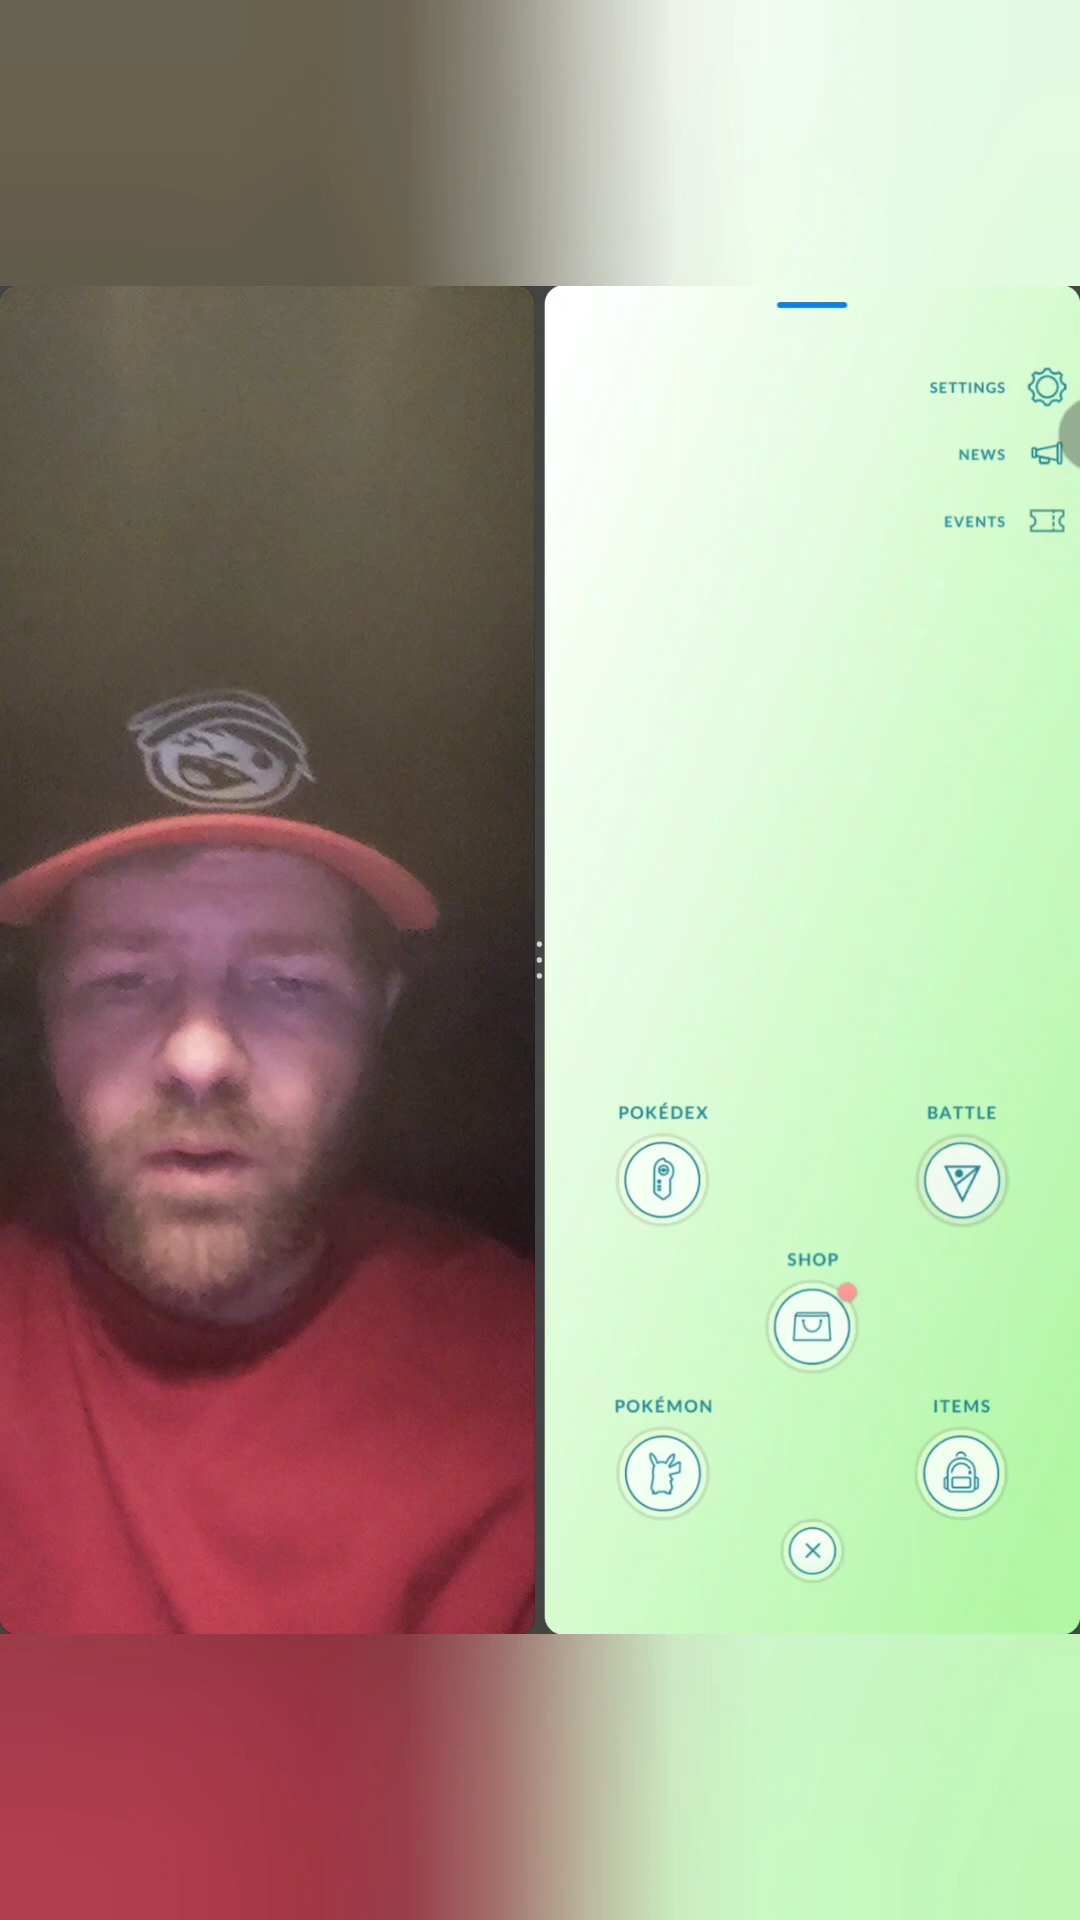 SETTINGS
NEWS
EVENTS
POKÉDEX
BATTLE
SHOP
POKÉMON
ITEMS